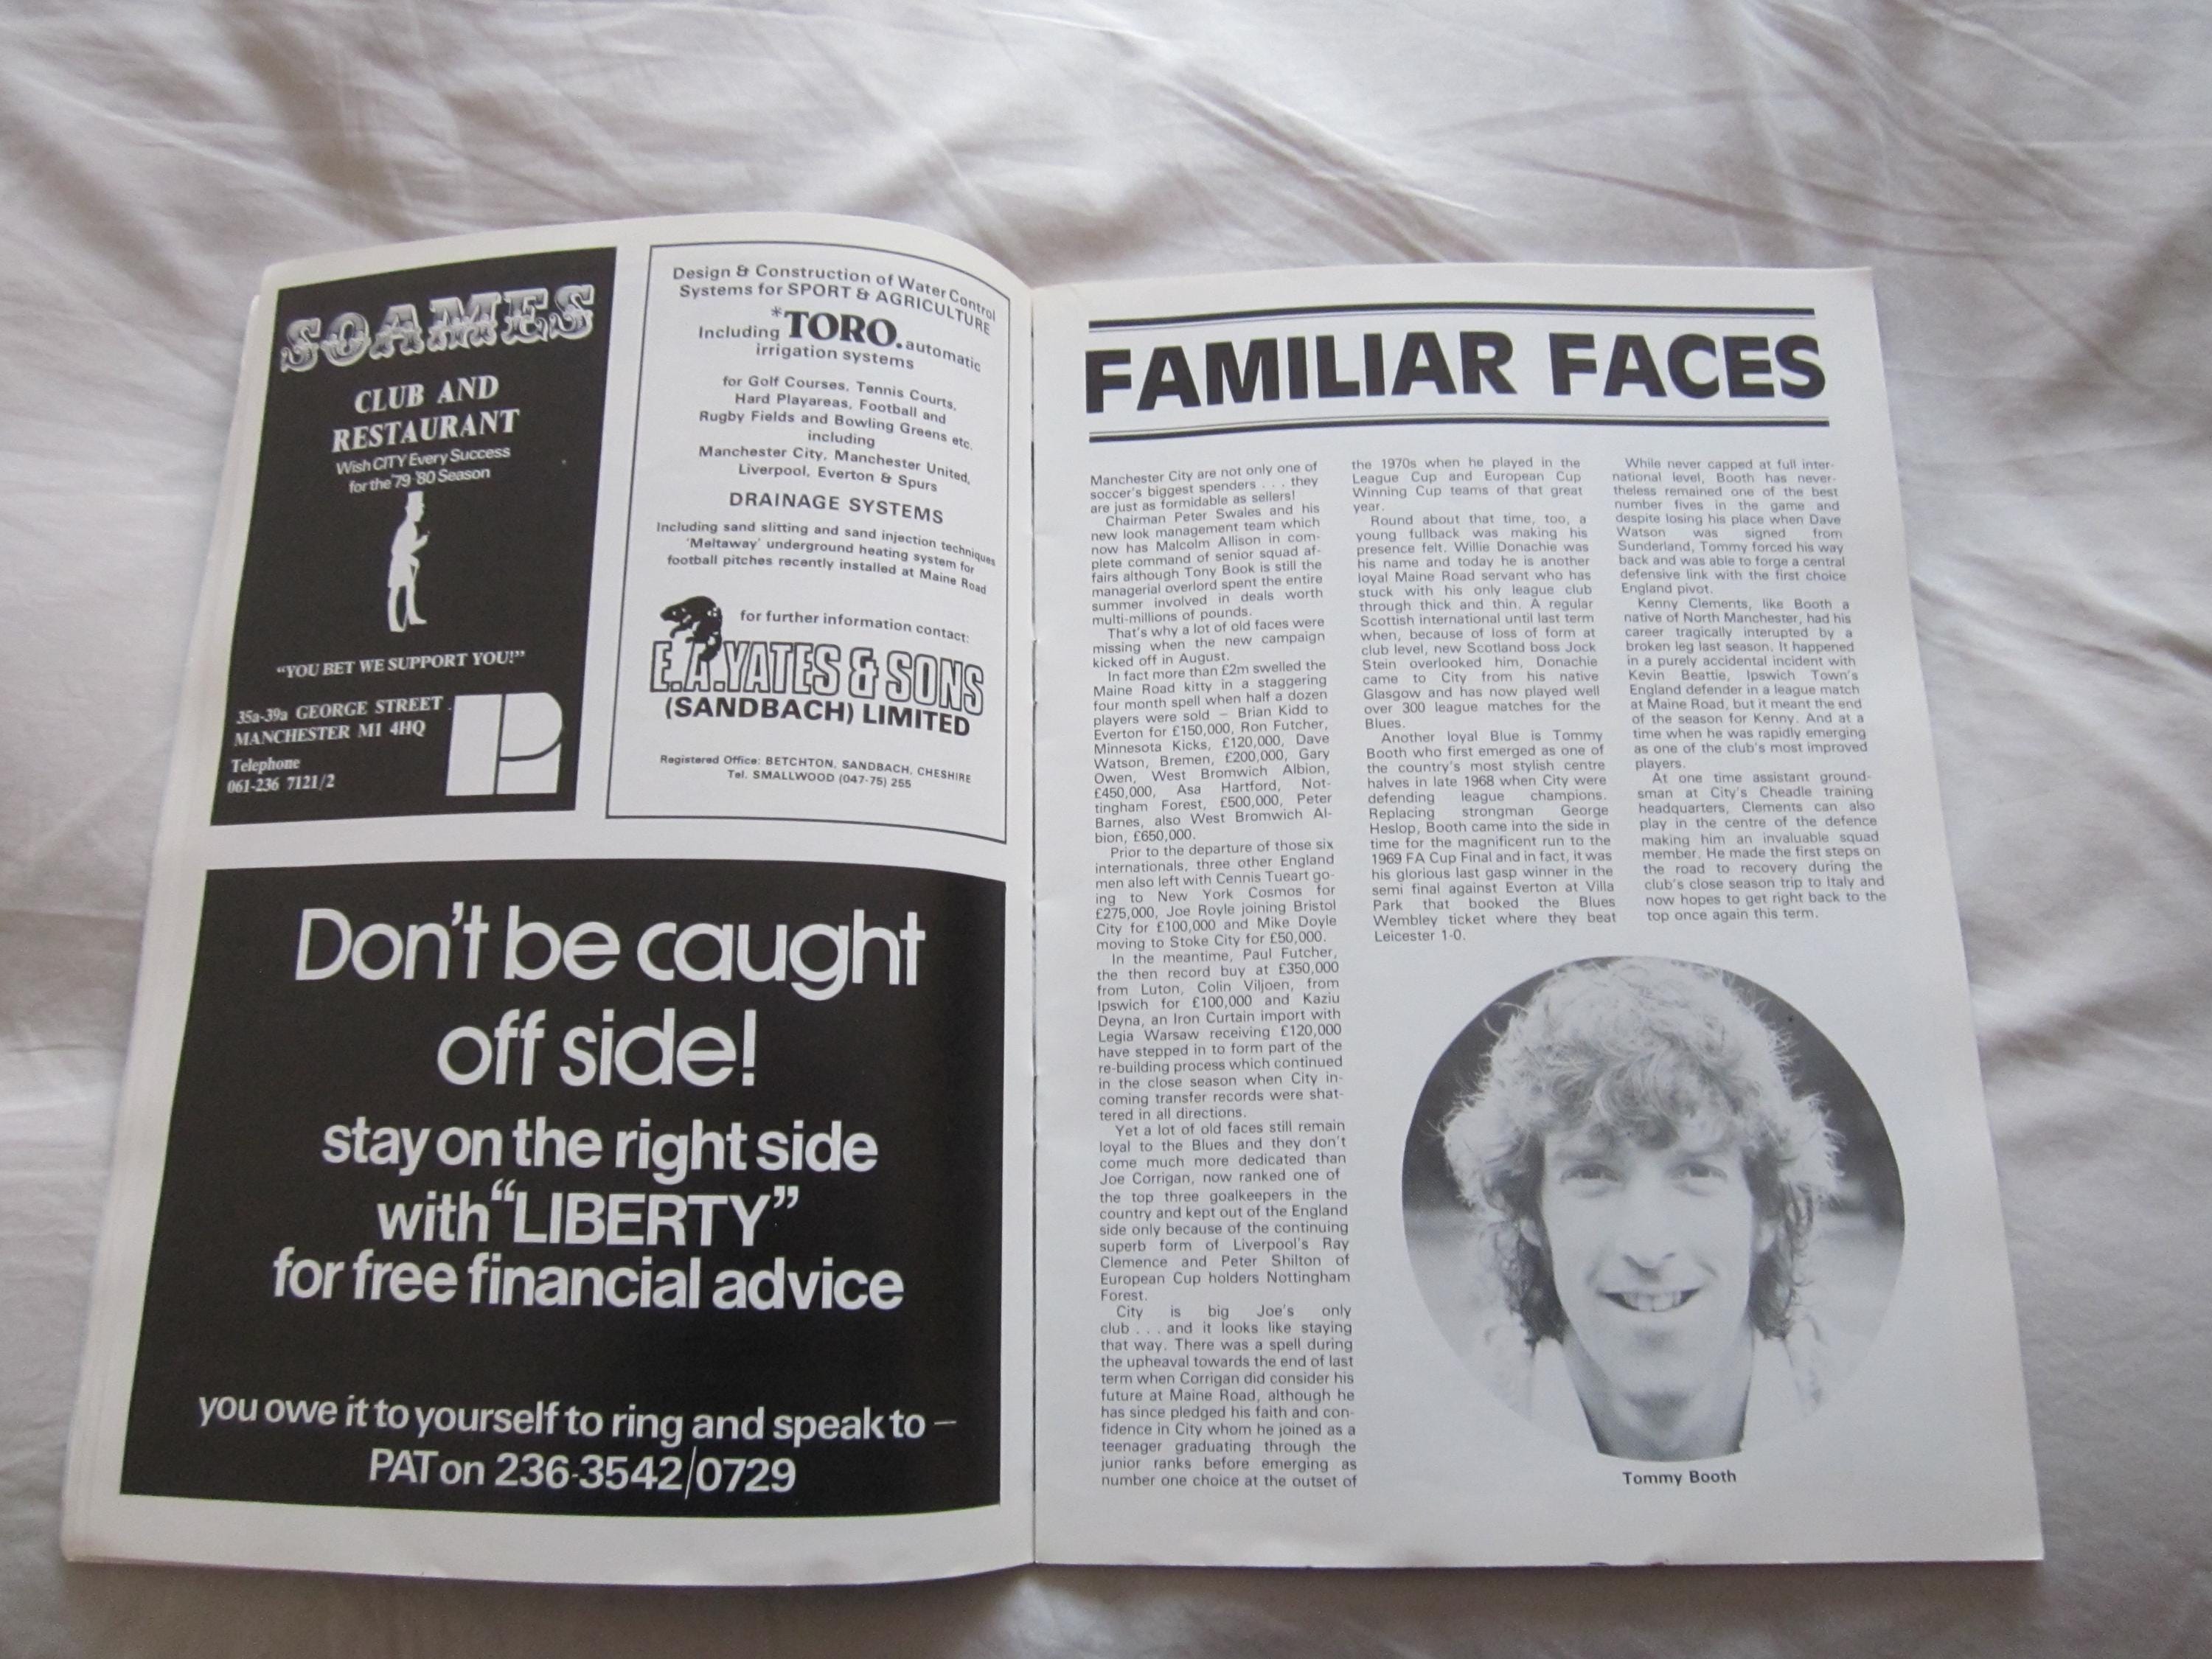 SOAMES
CLUB AND
RESTAURANT
Wish CITY Every Success
for the '79 '80 Season
"YOU BET WE SUPPORT YOU!"
35a-39a GEORGE STREET
MANCHESTER M1 4HQ
Telephone
061-236 7121/2
Design & Construction of Water Control
Systems for SPORT & AGRICULTURE
Including *TORO. automatic
irrigation systems
for Golf Courses, Tennis Courts,
Hard Playareas, Football and
Rugby Fields and Bowling Greens etc.
including
Manchester City, Manchester United,
Liverpool, Everton & Spurs
DRAINAGE SYSTEMS
Including sand slitting and sand injection techniques
'Meltaway' underground heating system for
football pitches recently installed at Maine Road
for further information contact:
E.A.YATES & SONS
(SANDBACH) LIMITED
Registered Office: BETCHTON, SANDBACH, CHESHIRE
Tel. SMALLWOOD (047-75) 255
Don't be caught
off side!
stay on the right side
with "LIBERTY"
for free financial advice
you owe it to yourself to ring and speak to –
PAT on 236-3542/0729
FAMILIAR FACES
Manchester City are not only one of
soccer's biggest spenders . . . they
are just as formidable as sellers!
Chairman Peter Swales and his
new look management team which
now has Malcolm Allison in com-
plete command of senior squad af-
fairs although Tony Book is still the
managerial overlord spent the entire
summer involved in deals worth
multi-millions of pounds.
That's why a lot of old faces were
missing when the new campaign
kicked off in August.
In fact more than £2m swelled the
Maine Road kitty in a staggering
four month spell when half a dozen
players were sold – Brian Kidd to
Everton for £150,000, Ron Futcher,
Minnesota Kicks, £120,000, Dave
Watson, Bremen, £200,000, Gary
Owen, West Bromwich Albion,
£450,000, Asa Hartford, Not-
tingham Forest, £500,000, Peter
Barnes, also West Bromwich Al-
bion, £650,000.
Prior to the departure of those six
internationals, three other England
men also left with Cennis Tueart go-
ing to New York Cosmos for
£275,000, Joe Royle joining Bristol
City for £100,000 and Mike Doyle
moving to Stoke City for £50,000.
In the meantime, Paul Futcher,
the then record buy at £350,000
from Luton, Colin Viljoen, from
Ipswich for £100,000 and Kaziu
Deyna, an Iron Curtain import with
Legia Warsaw receiving £120,000
have stepped in to form part of the
re-building process which continued
in the close season when City in-
coming transfer records were shat-
tered in all directions.
Yet a lot of old faces still remain
loyal to the Blues and they don't
come much more dedicated than
Joe Corrigan, now ranked one of
the top three goalkeepers in the
country and kept out of the England
side only because of the continuing
superb form of Liverpool's Ray
Clemence and Peter Shilton of
European Cup holders Nottingham
Forest.
City is big Joe's only
club . . . and it looks like staying
that way. There was a spell during
the upheaval towards the end of last
term when Corrigan did consider his
future at Maine Road, although he
has since pledged his faith and con-
fidence in City whom he joined as a
teenager graduating through the
junior ranks before emerging as
number one choice at the outset of
the 1970s when he played in the
League Cup and European Cup
Winning Cup teams of that great
year.
Round about that time, too, a
young fullback was making his
presence felt. Willie Donachie was
his name and today he is another
loyal Maine Road servant who has
stuck with his only league club
through thick and thin. A regular
Scottish international until last term
when, because of loss of form at
club level, new Scotland boss Jock
Stein overlooked him, Donachie
came to City from his native
Glasgow and has now played well
over 300 league matches for the
Blues.
Another loyal Blue is Tommy
Booth who first emerged as one of
the country's most stylish centre
halves in late 1968 when City were
defending league champions.
Replacing strongman George
Heslop, Booth came into the side in
time for the magnificent run to the
1969 FA Cup Final and in fact, it was
his glorious last gasp winner in the
semi final against Everton at Villa
Park that booked the Blues
Wembley ticket where they beat
Leicester 1-0.
While never capped at full inter-
national level, Booth has never-
theless remained one of the best
number fives in the game and
despite losing his place when Dave
Watson was signed from
Sunderland, Tommy forced his way
back and was able to forge a central
defensive link with the first choice
England pivot.
Kenny Clements, like Booth a
native of North Manchester, had his
career tragically interupted by a
broken leg last season. It happened
in a purely accidental incident with
Kevin Beattie, Ipswich Town's
England defender in a league match
at Maine Road, but it meant the end
of the season for Kenny. And at a
time when he was rapidly emerging
as one of the club's most improved
players.
At one time assistant ground-
sman at City's Cheadle training
headquarters, Clements can also
play in the centre of the defence
making him an invaluable squad
member. He made the first steps on
the road to recovery during the
club's close season trip to Italy and
now hopes to get right back to the
top once again this term.
Tommy Booth